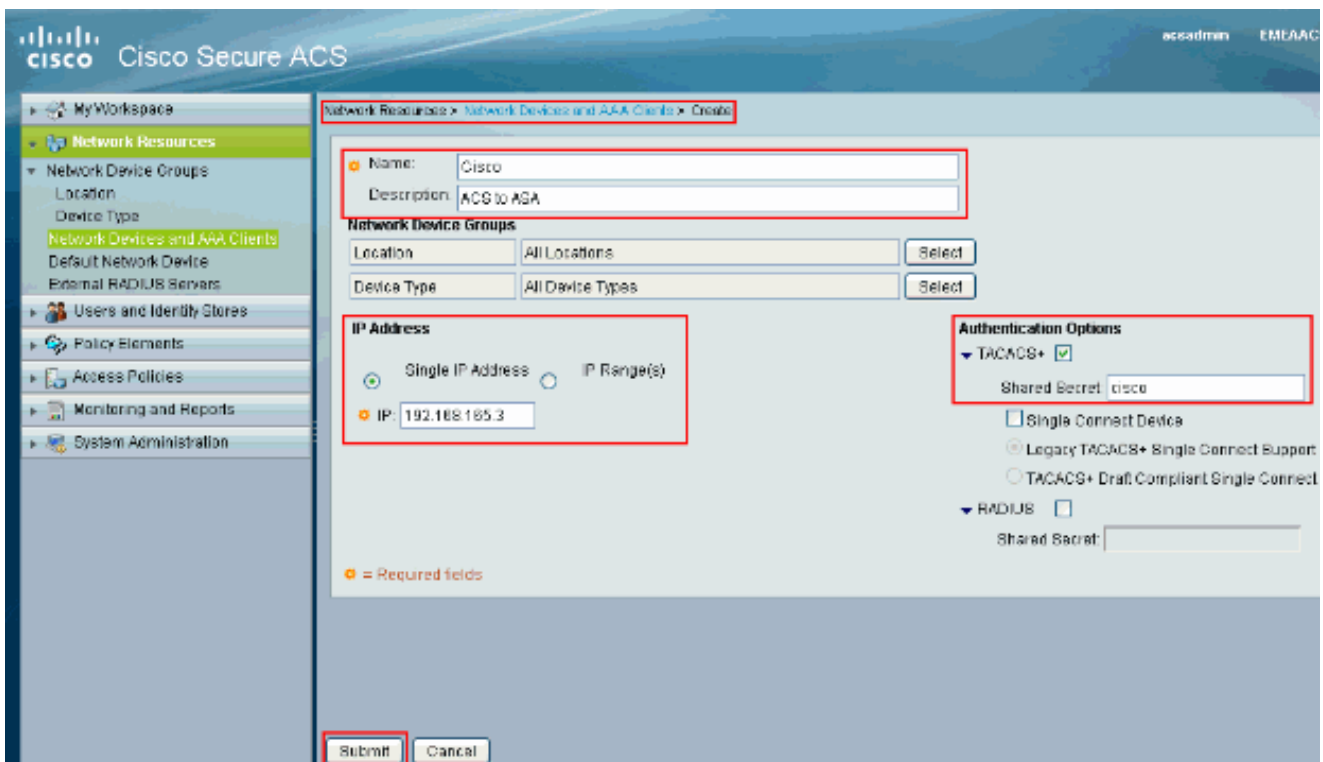 cisco Cisco Secure ACS
acsadmin EMEAACS
My Workspace
Network Resources
Network Device Groups
Location
Device Type
Network Devices and AAA Clients
Default Network Device
External RADIUS Servers
Users and Identity Stores
Policy Elements
Access Policies
Monitoring and Reports
System Administration
Network Resources > Network Devices and AAA Clients > Create
Name: Cisco
Description: ACS to ASA
Network Device Groups
Location All Locations Select
Device Type All Device Types Select
IP Address
Single IP Address IP Range(s)
IP: 192.168.165.3
Authentication Options
TACACS+
Shared Secret: cisco
Single Connect Device
Legacy TACACS+ Single Connect Support
TACACS+ Draft Compliant Single Connect
RADIUS
Shared Secret:
= Required fields
Submit Cancel